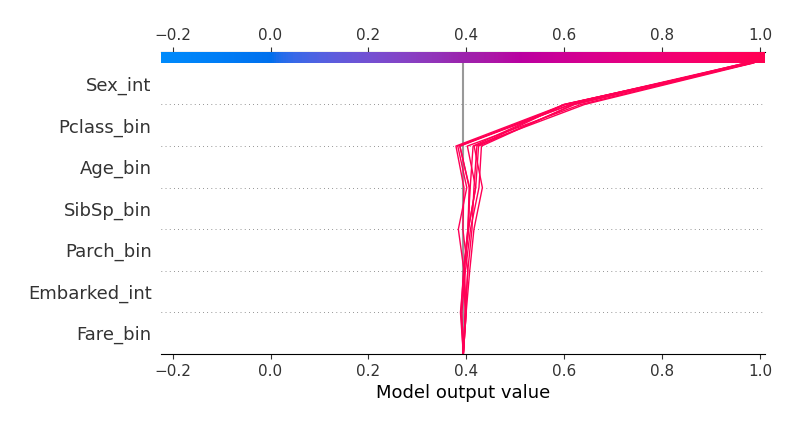 −0.2 0.0 0.2 0.4 0.6 0.8 1.0
Sex_int
Pclass_bin
Age_bin
SibSp_bin
Parch_bin
Embarked_int
Fare_bin
−0.2 0.0 0.2 0.4 0.6 0.8 1.0
Model output value